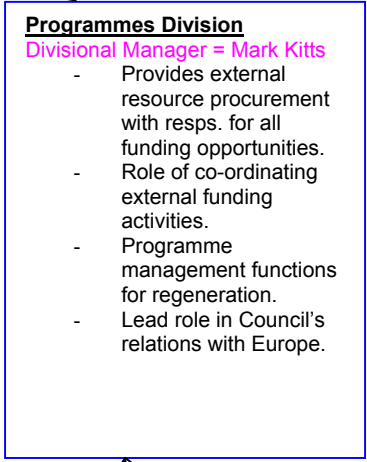 Programmes Division
Divisional Manager = Mark Kitts
- Provides external
resource procurement
with resps. for all
funding opportunities.
- Role of co-ordinating
external funding
activities.
- Programme
management functions
for regeneration.
- Lead role in Council's
relations with Europe.